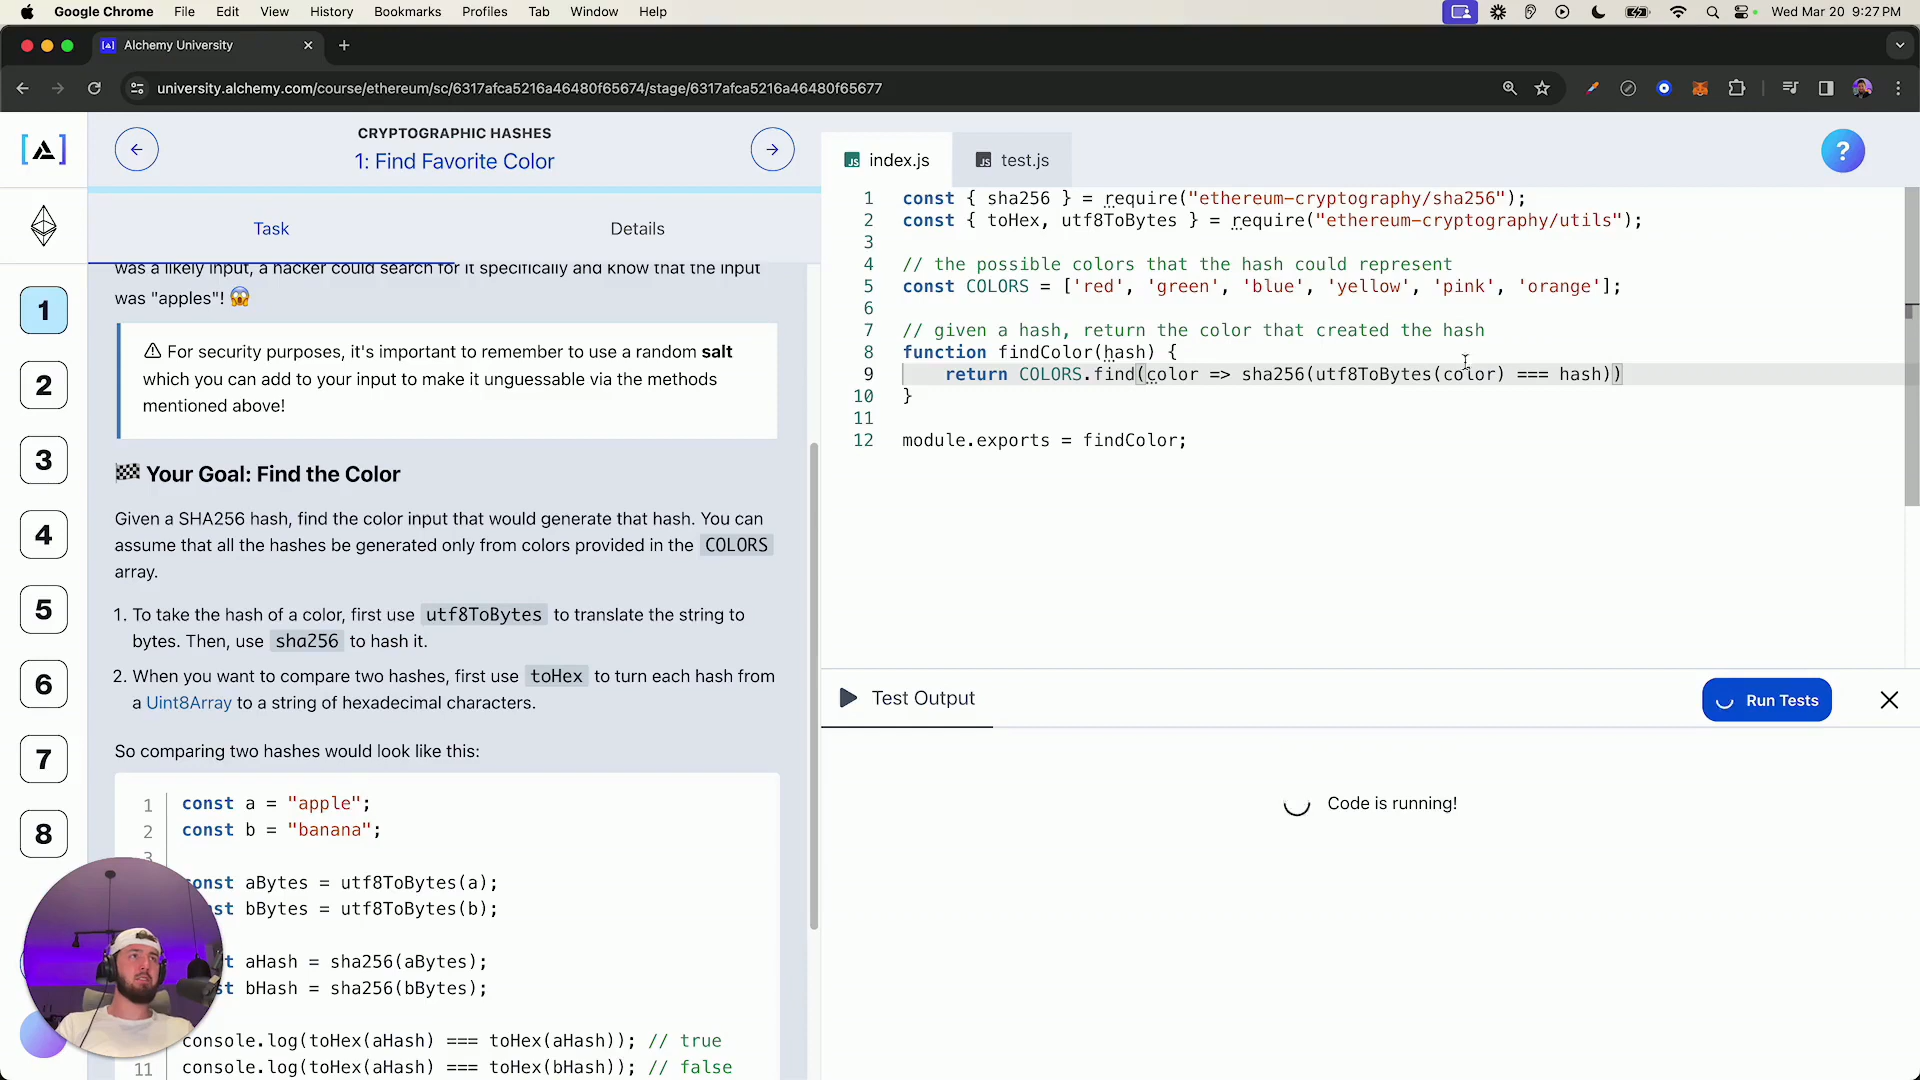 Google Chrome File Edit View History Bookmarks Profiles Tab Window Help Wed Mar 20 9:27 PM
Alchemy University
university.alchemy.com/course/ethereum/sc/6317afca5216a46480f65674/stage/6317afca5216a46480f65677
CRYPTOGRAPHIC HASHES
1: Find Favorite Color
Task Details
1
2
3
4
5
6
7
8
was a likely input, a hacker could search for it specifically and know that the input
was "apples"! 😱
⚠ For security purposes, it's important to remember to use a random salt
which you can add to your input to make it unguessable via the methods
mentioned above!
🏁 Your Goal: Find the Color
Given a SHA256 hash, find the color input that would generate that hash. You can
assume that all the hashes be generated only from colors provided in the COLORS
array.
1. To take the hash of a color, first use utf8ToBytes to translate the string to
bytes. Then, use sha256 to hash it.
2. When you want to compare two hashes, first use toHex to turn each hash from
a Uint8Array to a string of hexadecimal characters.
So comparing two hashes would look like this:
1 const a = "apple";
2 const b = "banana";
3
const aBytes = utf8ToBytes(a);
st bBytes = utf8ToBytes(b);
t aHash = sha256(aBytes);
st bHash = sha256(bBytes);
console.log(toHex(aHash) === toHex(aHash)); // true
11 console.log(toHex(aHash) === toHex(bHash)); // false
JS index.js JS test.js
?
1 const { sha256 } = require("ethereum-cryptography/sha256");
2 const { toHex, utf8ToBytes } = require("ethereum-cryptography/utils");
3
4 // the possible colors that the hash could represent
5 const COLORS = ['red', 'green', 'blue', 'yellow', 'pink', 'orange'];
6
7 // given a hash, return the color that created the hash
8 function findColor(hash) {
9 return COLORS.find(color => sha256(utf8ToBytes(color) === hash))
10 }
11
12 module.exports = findColor;
Test Output Run Tests
Code is running!